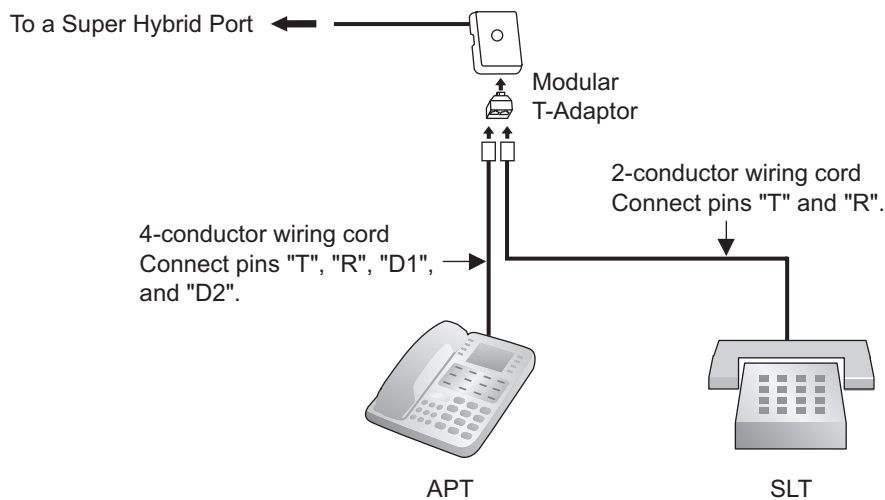 To a Super Hybrid Port
Modular
T-Adaptor
2-conductor wiring cord
Connect pins "T" and "R".
4-conductor wiring cord
Connect pins "T", "R", "D1",
and "D2".
APT
SLT